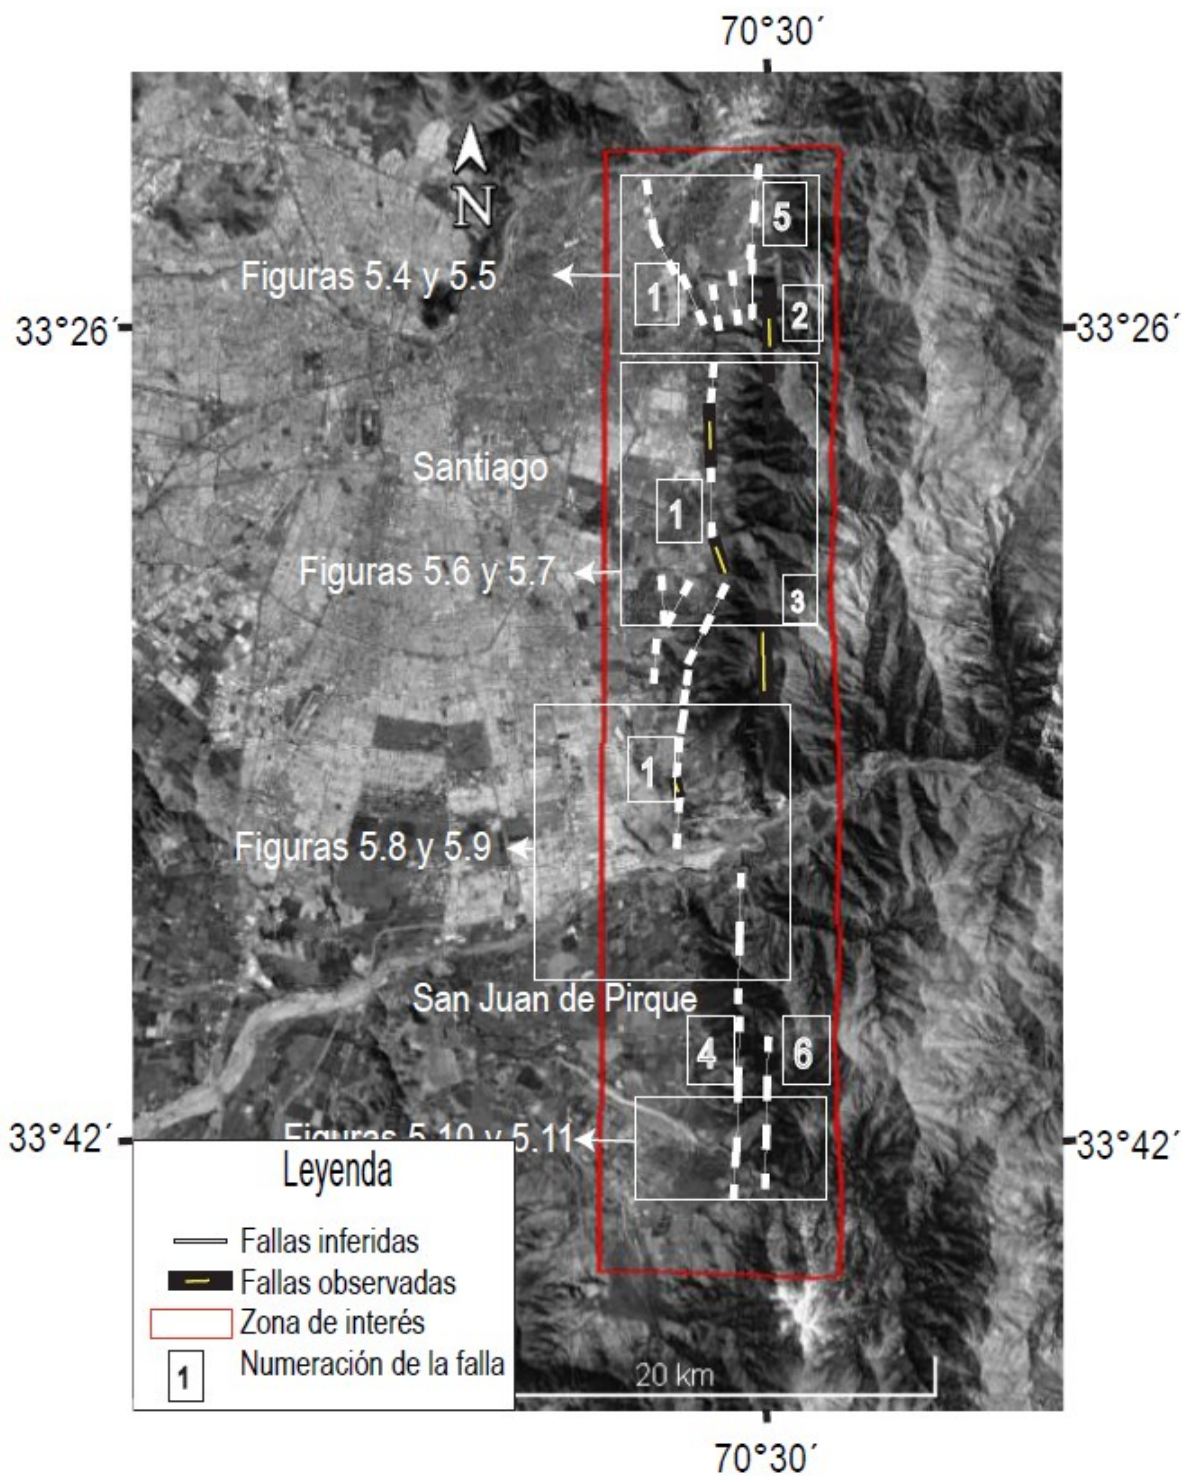 70°30´
N
5
Figuras 5.4 y 5.5
1
2
33°26´
33°26´
Santiago
1
Figuras 5.6 y 5.7
3
1
Figuras 5.8 y 5.9
San Juan de Pirque
4
6
Figuras 5.10 y 5.11
33°42´
33°42´
Leyenda
Fallas inferidas
Fallas observadas
Zona de interés
1 Numeración de la falla
20 km
70°30´